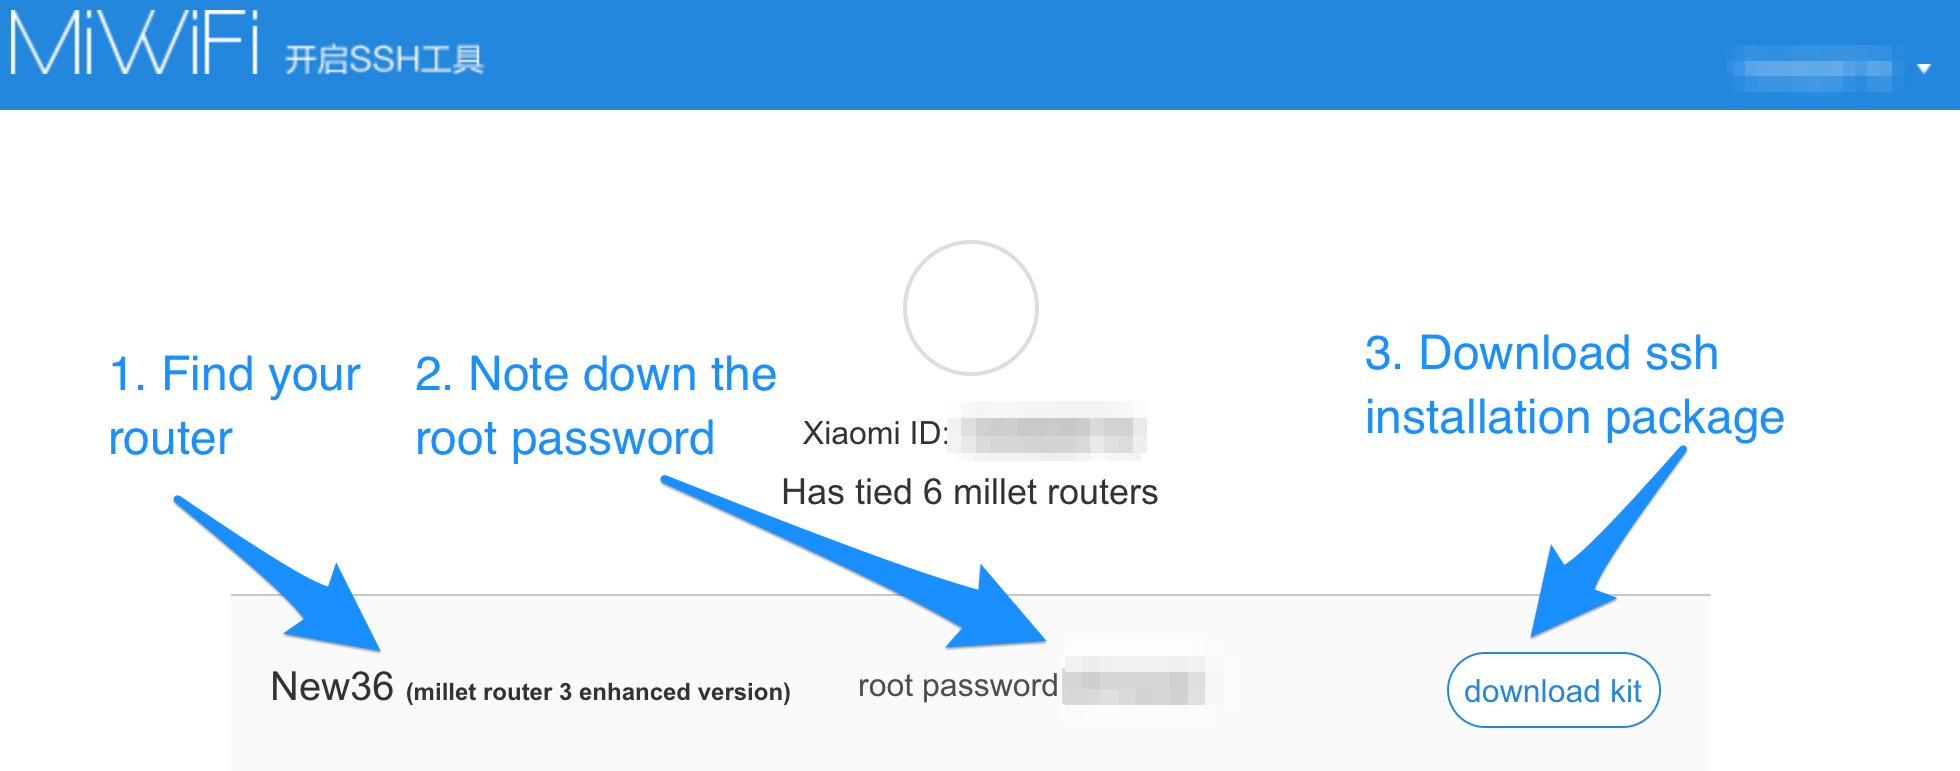 MiWiFi 开启SSH工具
1. Find your
router
2. Note down the
root password
3. Download ssh
installation package
Xiaomi ID:
Has tied 6 millet routers
New36 (millet router 3 enhanced version)
root password
download kit